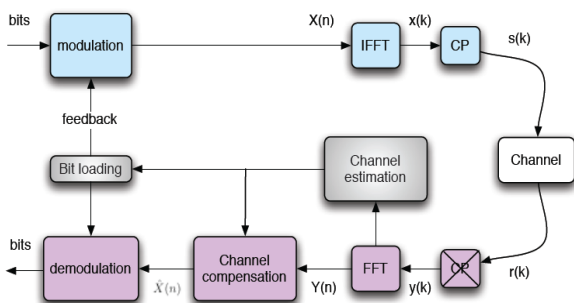 bits
modulation
X(n)
IFFT
x(k)
CP
s(k)
feedback
Bit loading
Channel
estimation
Channel
bits
demodulation
X̂(n)
Channel
compensation
Y(n)
FFT
y(k)
CP
r(k)